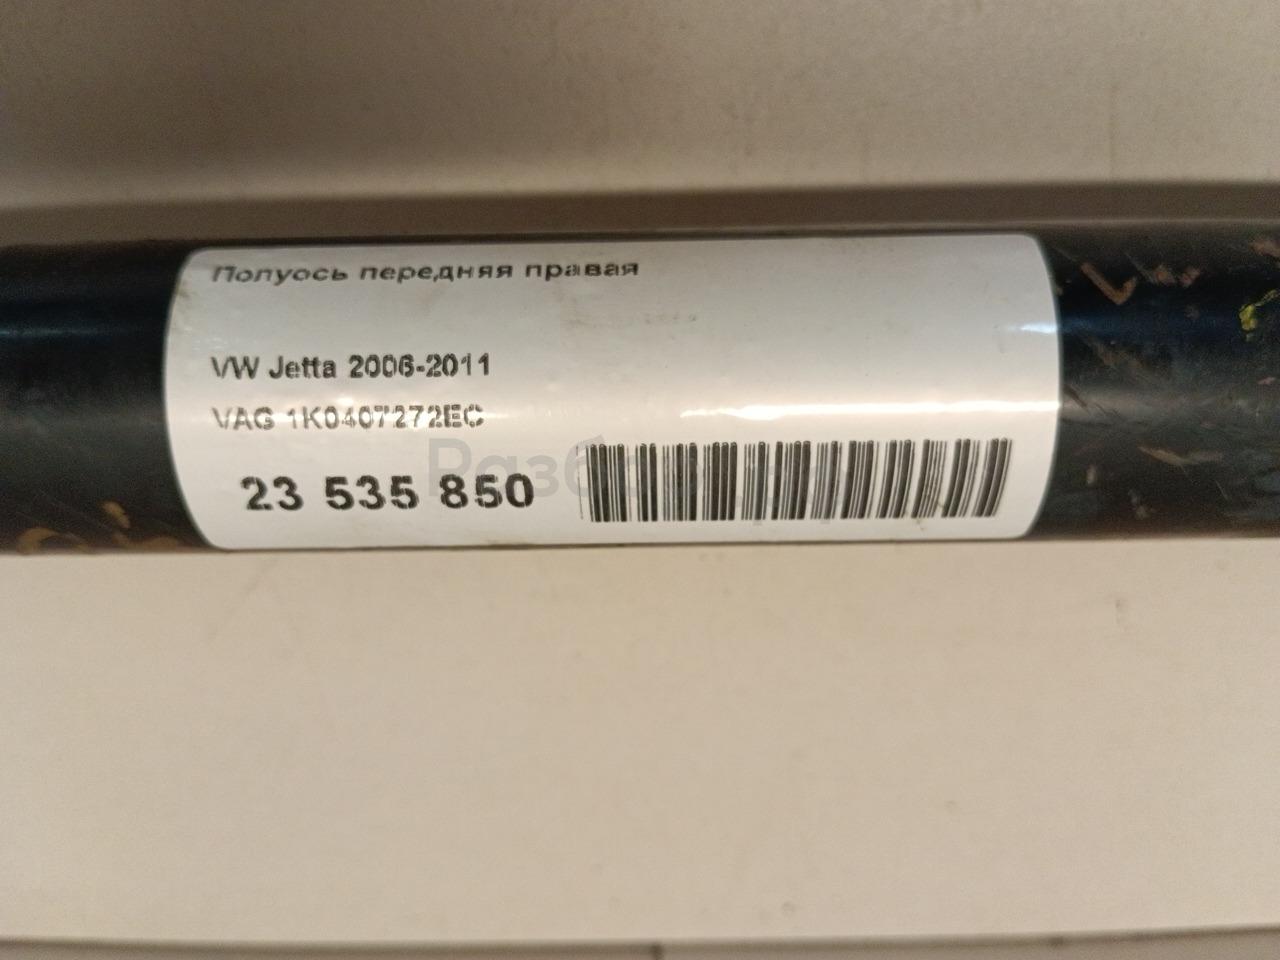 Полуось передняя правая
VW Jetta 2006-2011
VAG 1K0407272EC
23 535 850